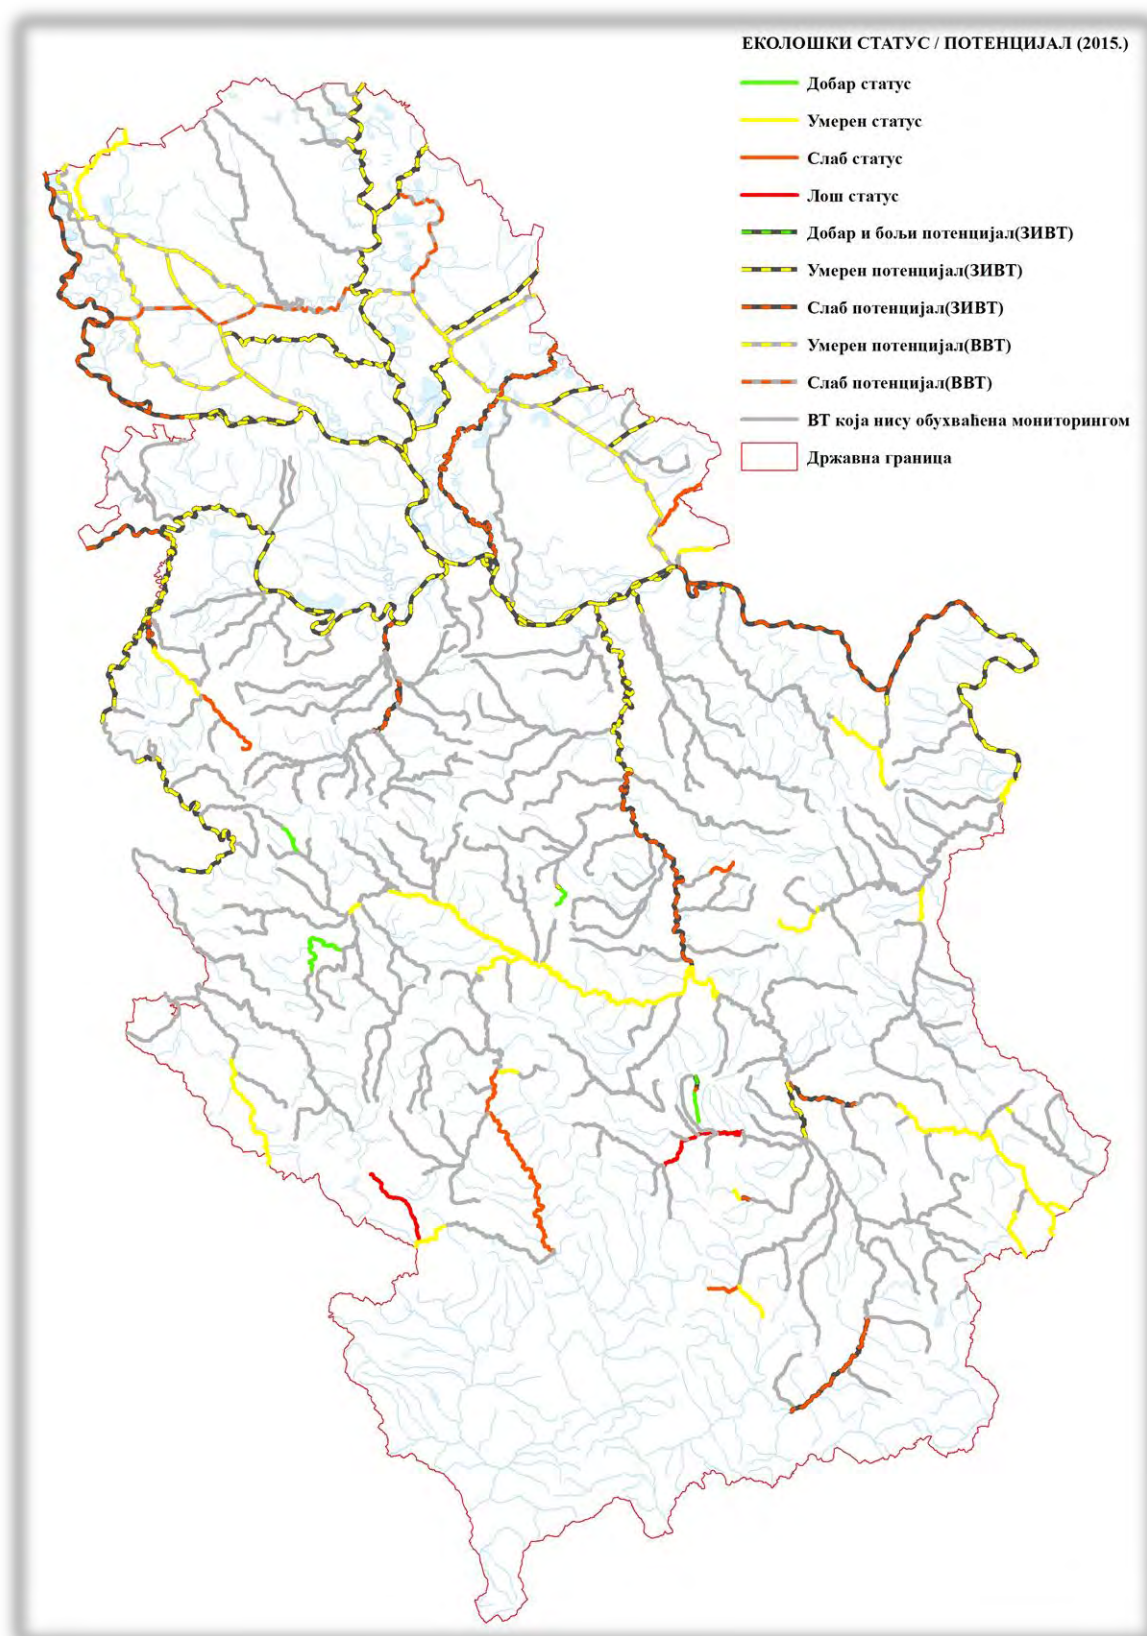 ЕКОЛОШКИ СТАТУС / ПОТЕНЦИЈАЛ (2015.)
Добар статус
Умерен статус
Слаб статус
Лош статус
Добар и бољи потенцијал(ЗИВТ)
Умерен потенцијал(ЗИВТ)
Слаб потенцијал(ЗИВТ)
Умерен потенцијал(ВВТ)
Слаб потенцијал(ВВТ)
ВТ која нису обухваћена мониторингом
Државна граница